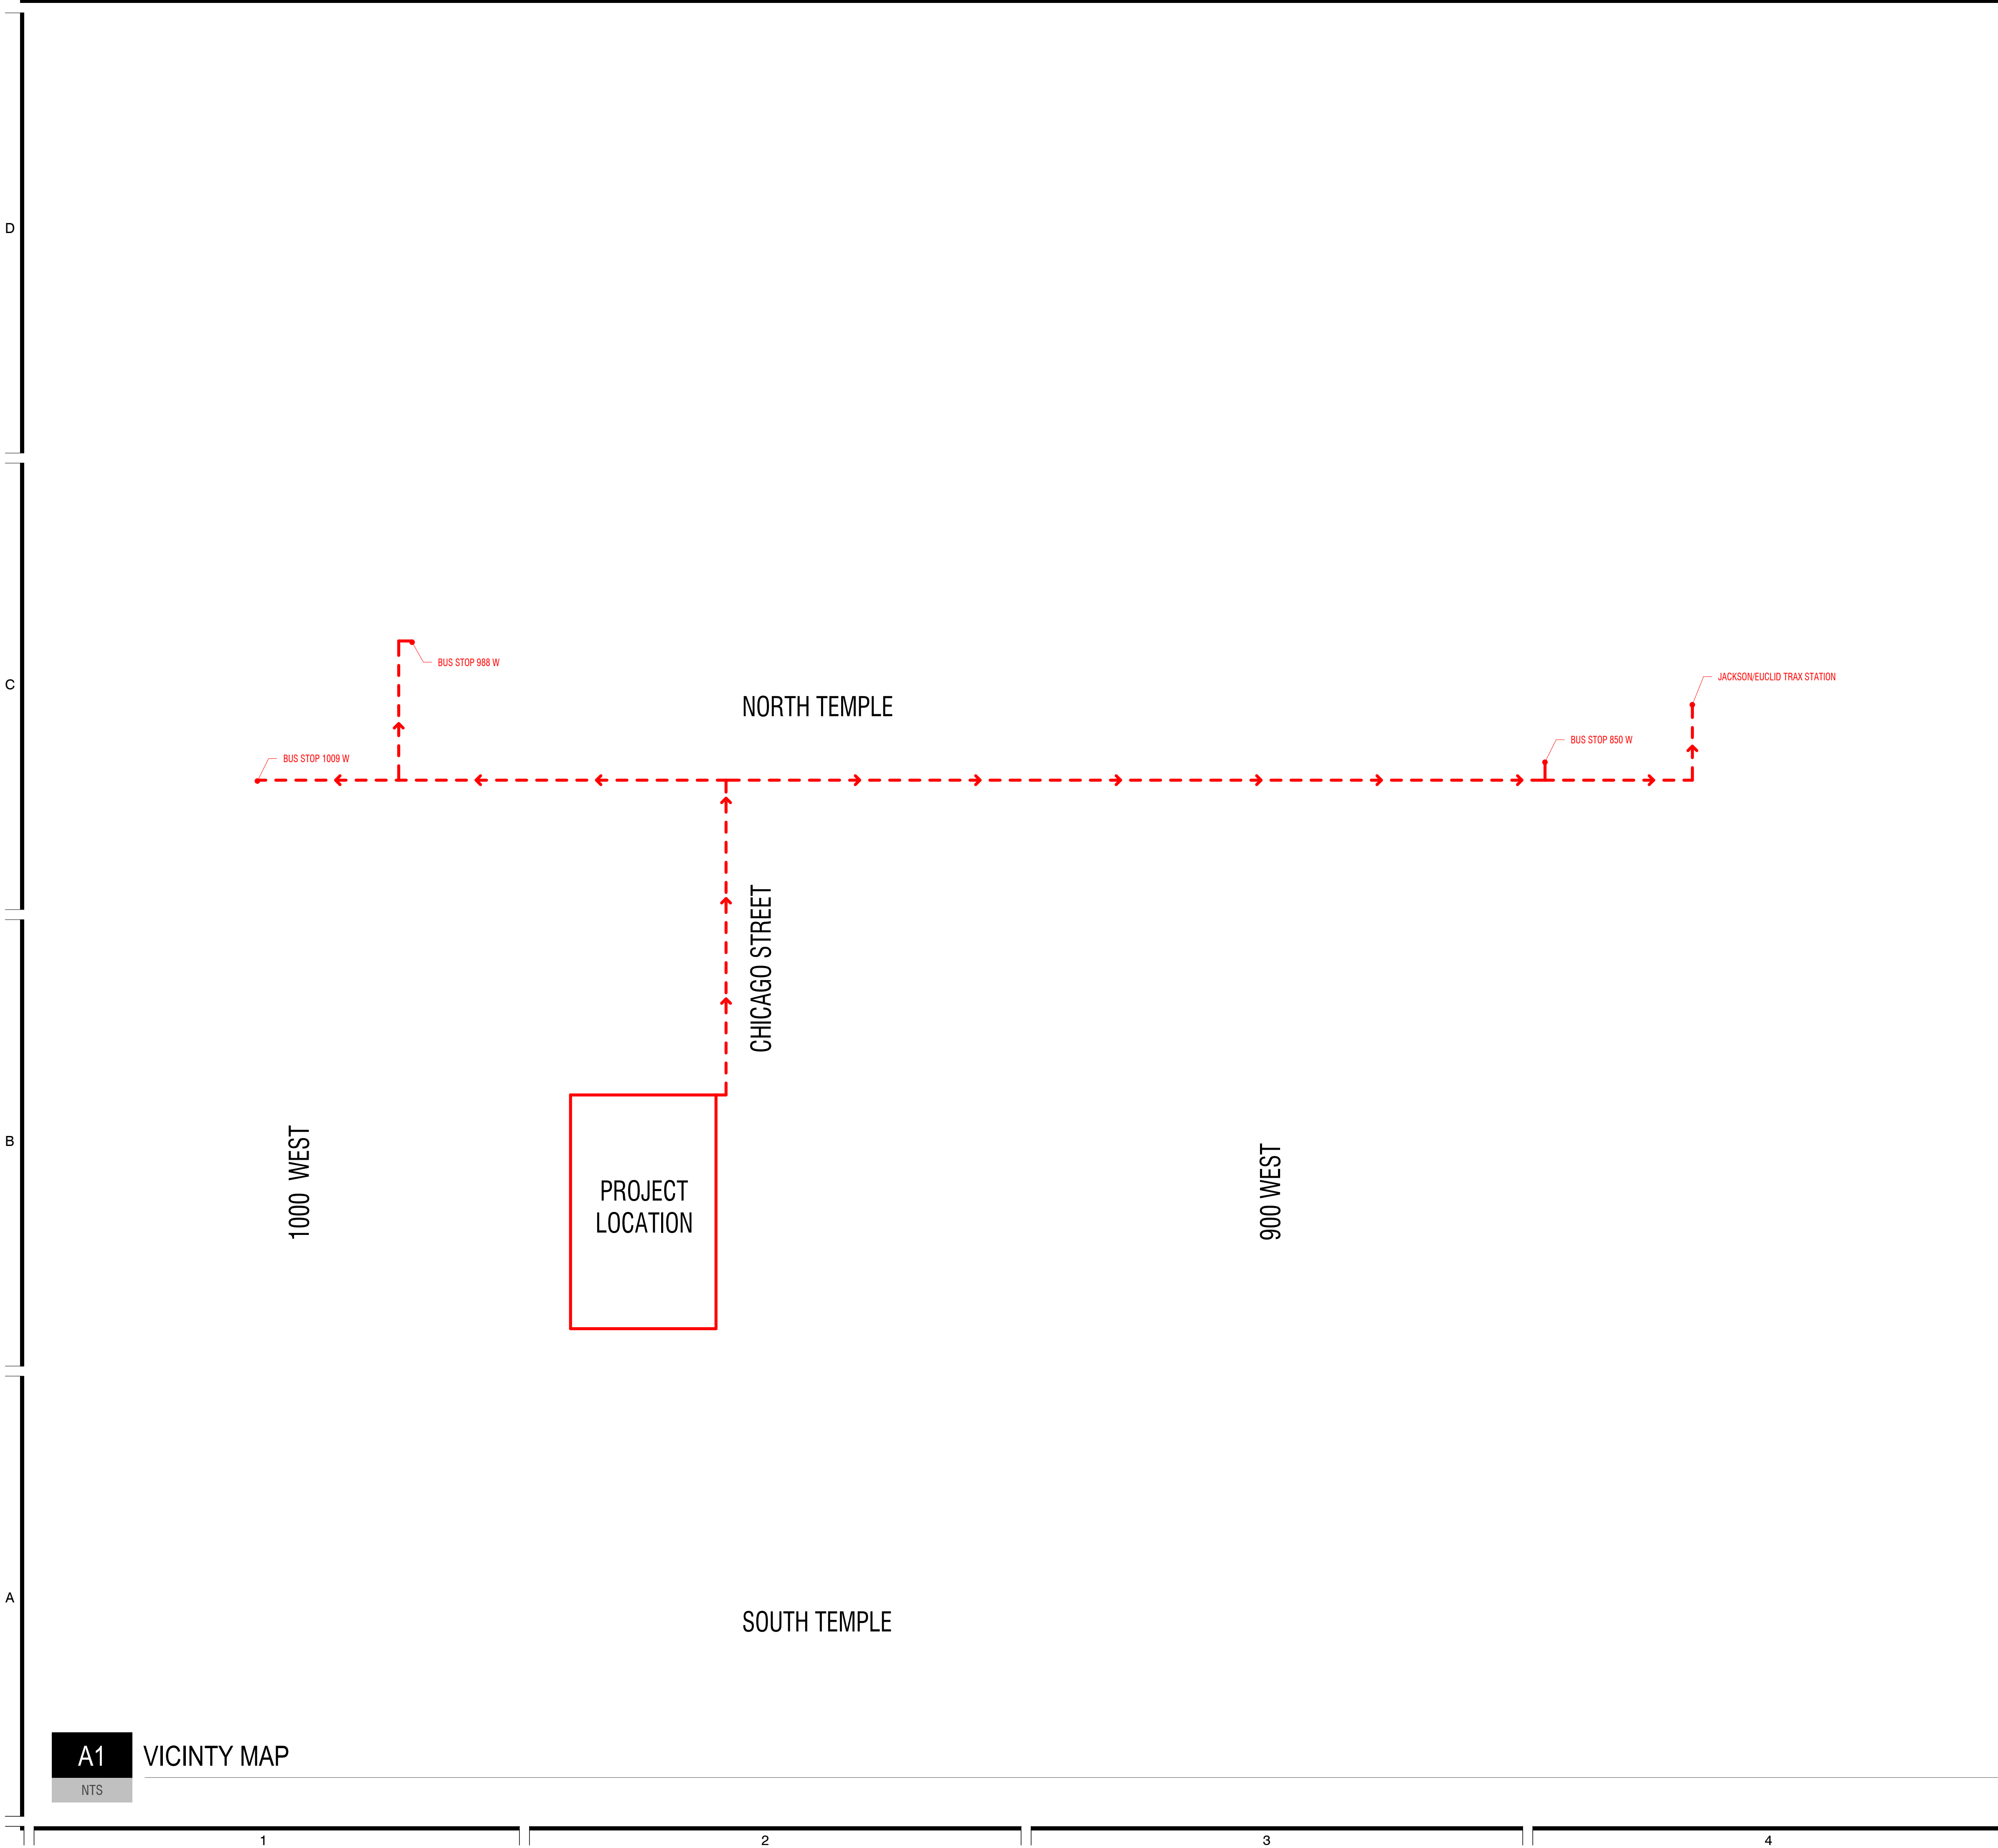 D
BUS STOP 988 W
C
JACKSON/EUCLID TRAX STATION
NORTH TEMPLE
BUS STOP 850 W
BUS STOP 1009 W
CHICAGO STREET
B
1000 WEST
PROJECT
LOCATION
900 WEST
A
SOUTH TEMPLE
A1
VICINTY MAP
NTS
1
2
3
4